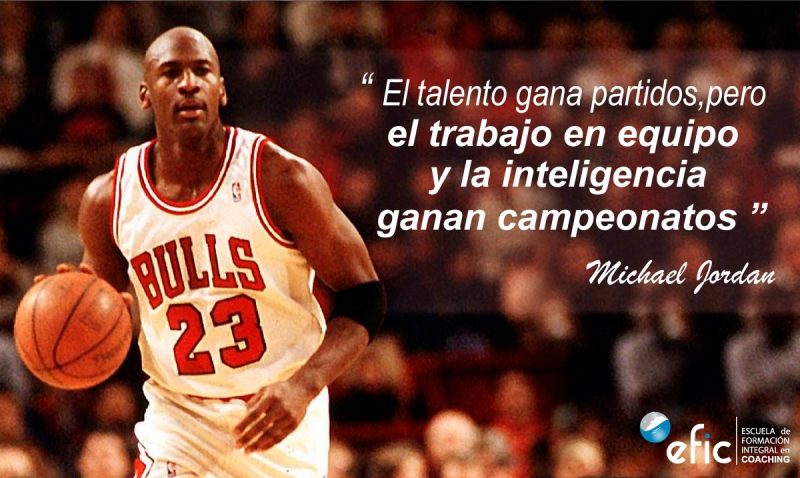 “ El talento gana partidos,pero
el trabajo en equipo
y la inteligencia
ganan campeonatos ”
Michael Jordan
BULLS
23
efic
ESCUELA de
FORMACIÓN
INTEGRAL en
COACHING